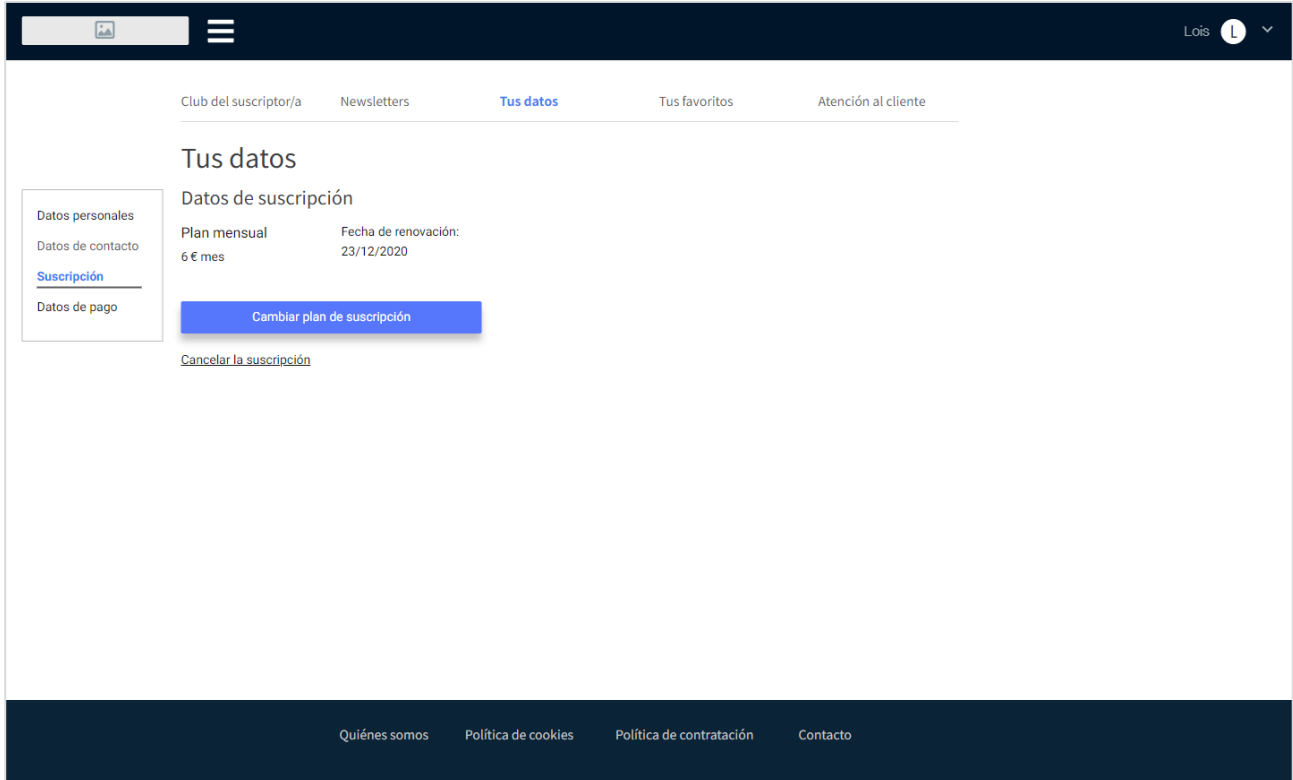 Lois L
Club del suscriptor/a Newsletters Tus datos Tus favoritos Atención al cliente
Tus datos
Datos personales
Datos de contacto
Suscripción
Datos de pago
Datos de suscripción
Plan mensual
6 € mes
Fecha de renovación:
23/12/2020
Cambiar plan de suscripción
Cancelar la suscripción
Quiénes somos Política de cookies Política de contratación Contacto